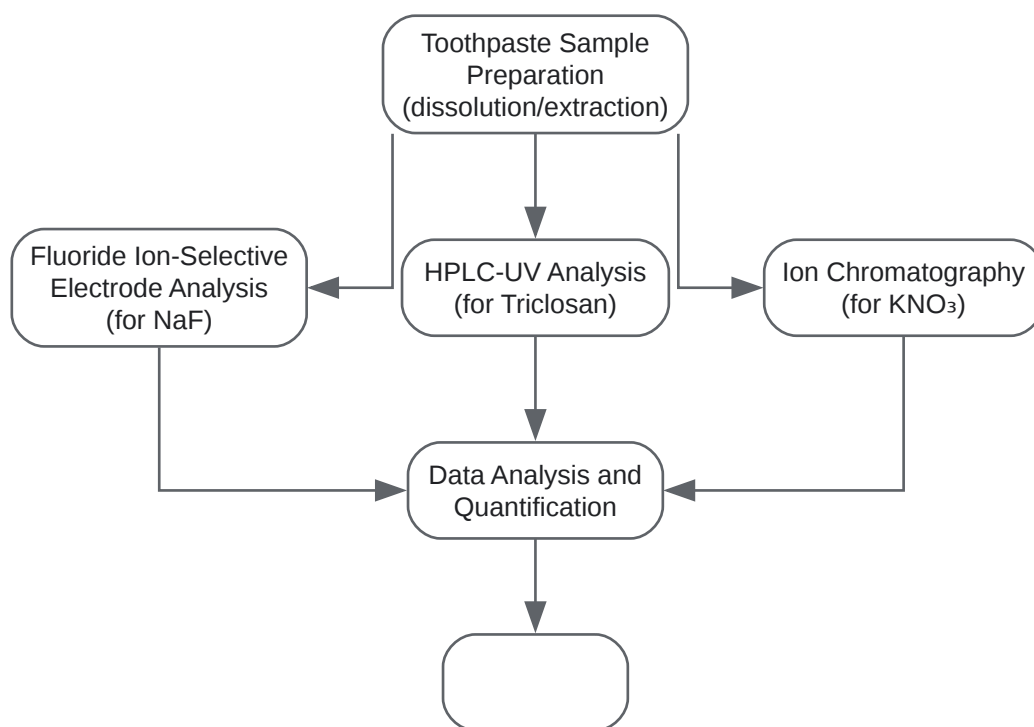 Toothpaste Sample
Preparation
(dissolution/extraction)
Fluoride Ion-Selective
Electrode Analysis
(for NaF)
HPLC-UV Analysis
(for Triclosan)
Ion Chromatography
(for KNO₃)
Data Analysis and
Quantification